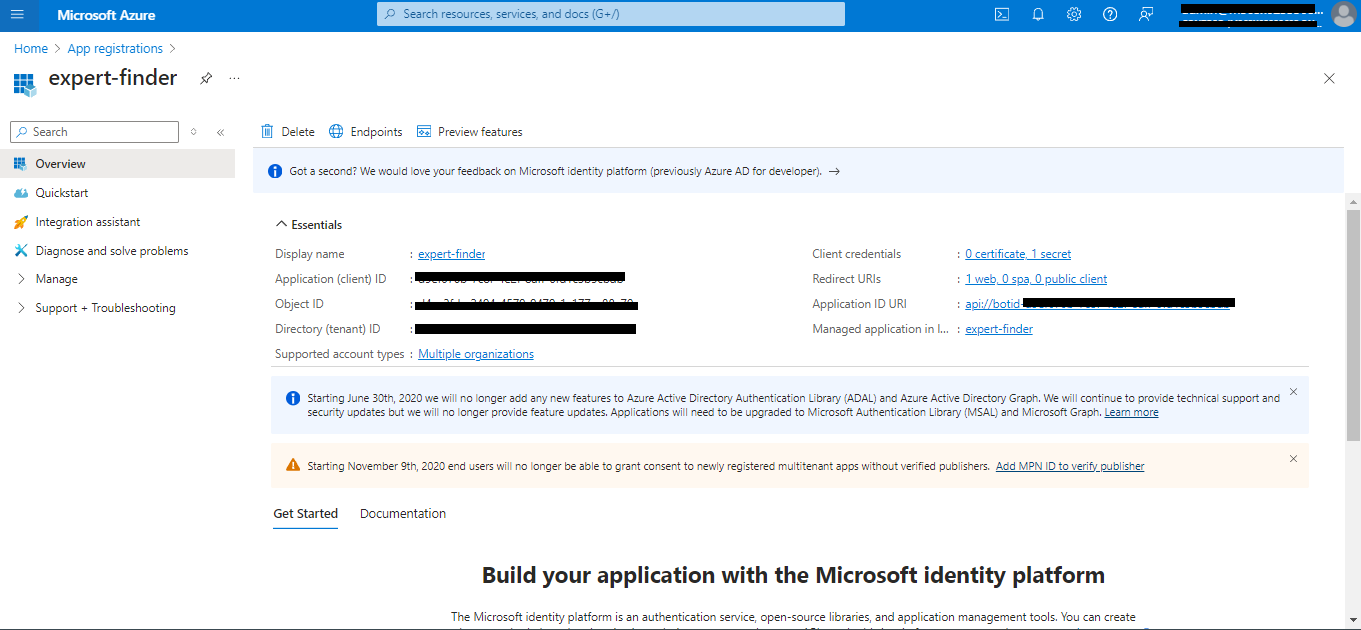 Microsoft Azure
Search resources, services, and docs (G+/)
Home > App registrations >
expert-finder
Search
Overview
Quickstart
Integration assistant
Diagnose and solve problems
Manage
Support + Troubleshooting
Delete
Endpoints
Preview features
Got a second? We would love your feedback on Microsoft identity platform (previously Azure AD for developer). →
Essentials
Display name : expert-finder
Application (client) ID :
Object ID :
Directory (tenant) ID :
Supported account types : Multiple organizations
Client credentials : 0 certificate, 1 secret
Redirect URIs : 1 web, 0 spa, 0 public client
Application ID URI : api://botid-
Managed application in l... : expert-finder
Starting June 30th, 2020 we will no longer add any new features to Azure Active Directory Authentication Library (ADAL) and Azure Active Directory Graph. We will continue to provide technical support and
security updates but we will no longer provide feature updates. Applications will need to be upgraded to Microsoft Authentication Library (MSAL) and Microsoft Graph. Learn more
Starting November 9th, 2020 end users will no longer be able to grant consent to newly registered multitenant apps without verified publishers. Add MPN ID to verify publisher
Get Started
Documentation
Build your application with the Microsoft identity platform
The Microsoft identity platform is an authentication service, open-source libraries, and application management tools. You can create